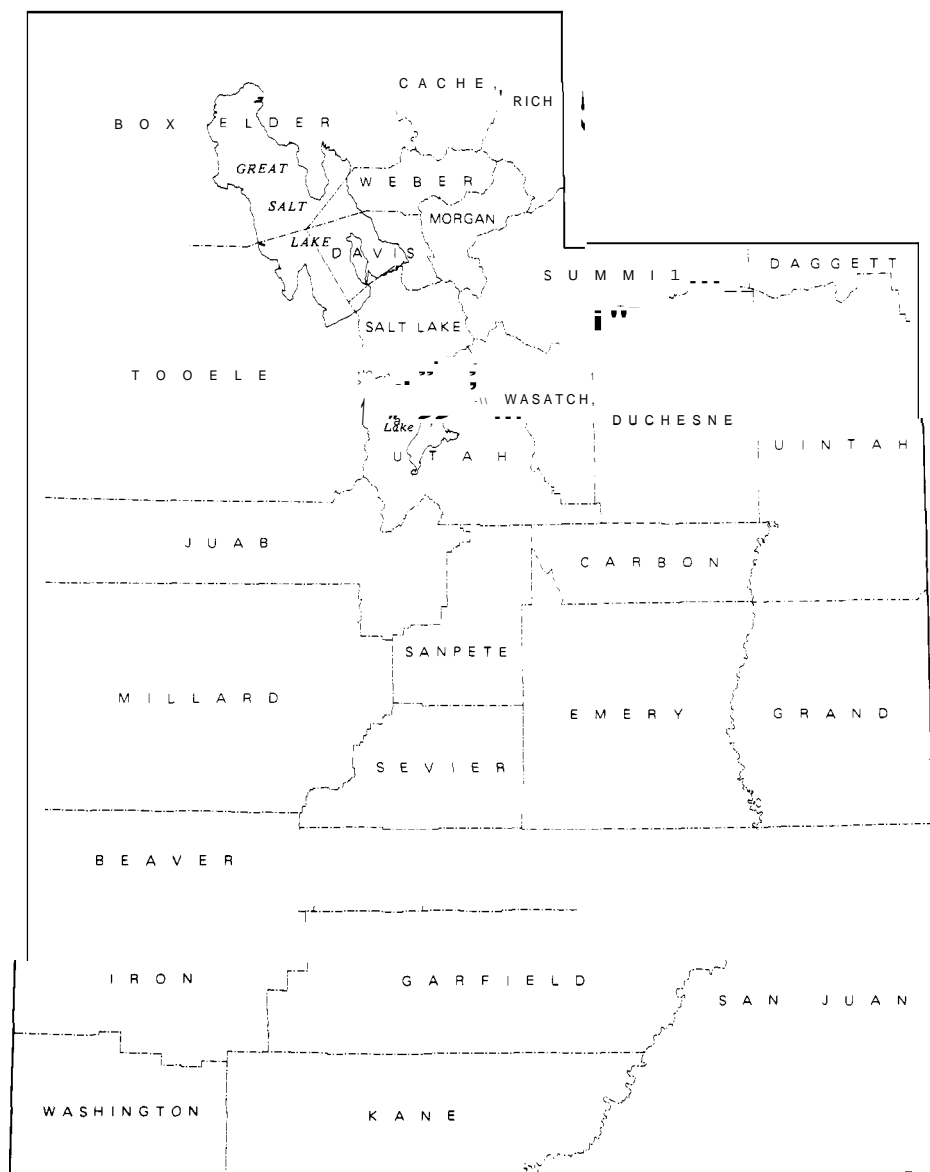 CACHE
RICH
BOX ELDER
GREAT
WEBER
SALT
MORGAN
LAKE
DAVIS
SUMMI1
DAGGETT
SALT LAKE
TOOELE
WASATCH
DUCHESNE
Lake
UTAH
UINTAH
JUAB
CARBON
SANPETE
MILLARD
EMERY
GRAND
SEVIER
BEAVER
IRON
GARFIELD
SAN JUAN
WASHINGTON
KANE